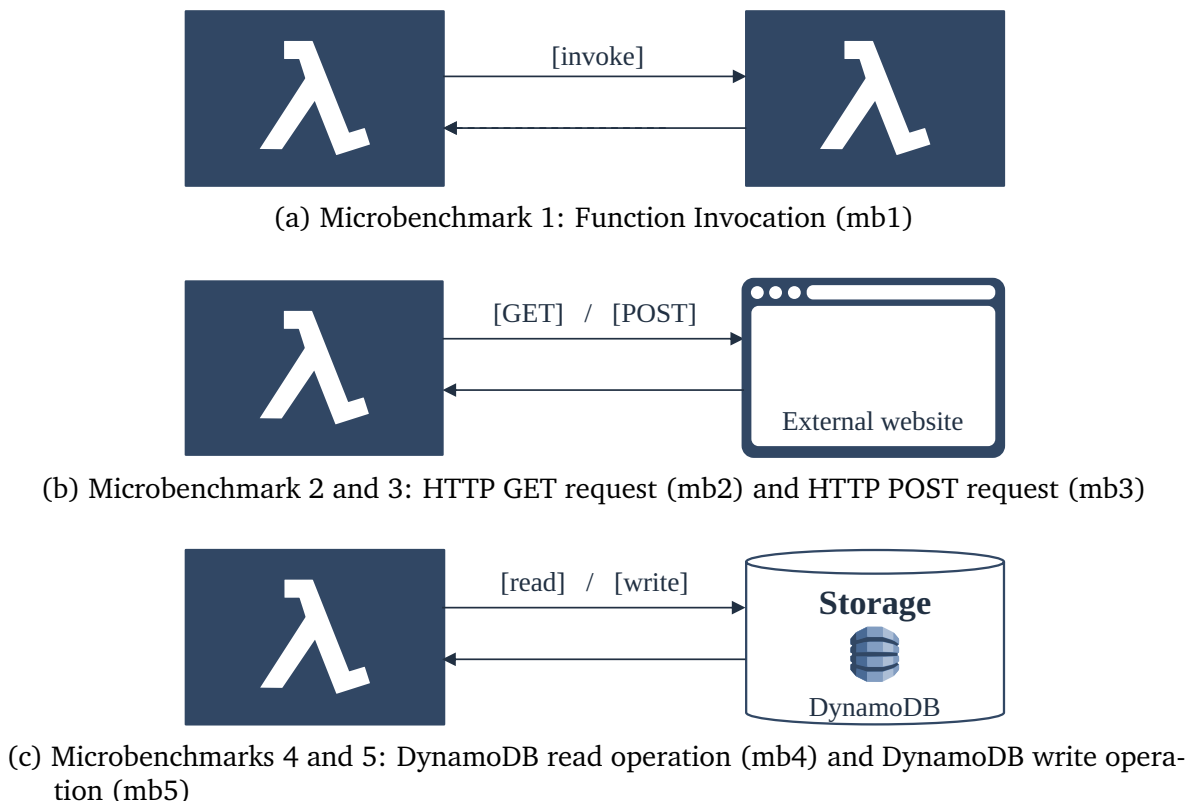 [invoke]
(a) Microbenchmark 1: Function Invocation (mb1)
[GET] / [POST]
External website
(b) Microbenchmark 2 and 3: HTTP GET request (mb2) and HTTP POST request (mb3)
[read] / [write]
Storage
DynamoDB
(c) Microbenchmarks 4 and 5: DynamoDB read operation (mb4) and DynamoDB write opera-
tion (mb5)